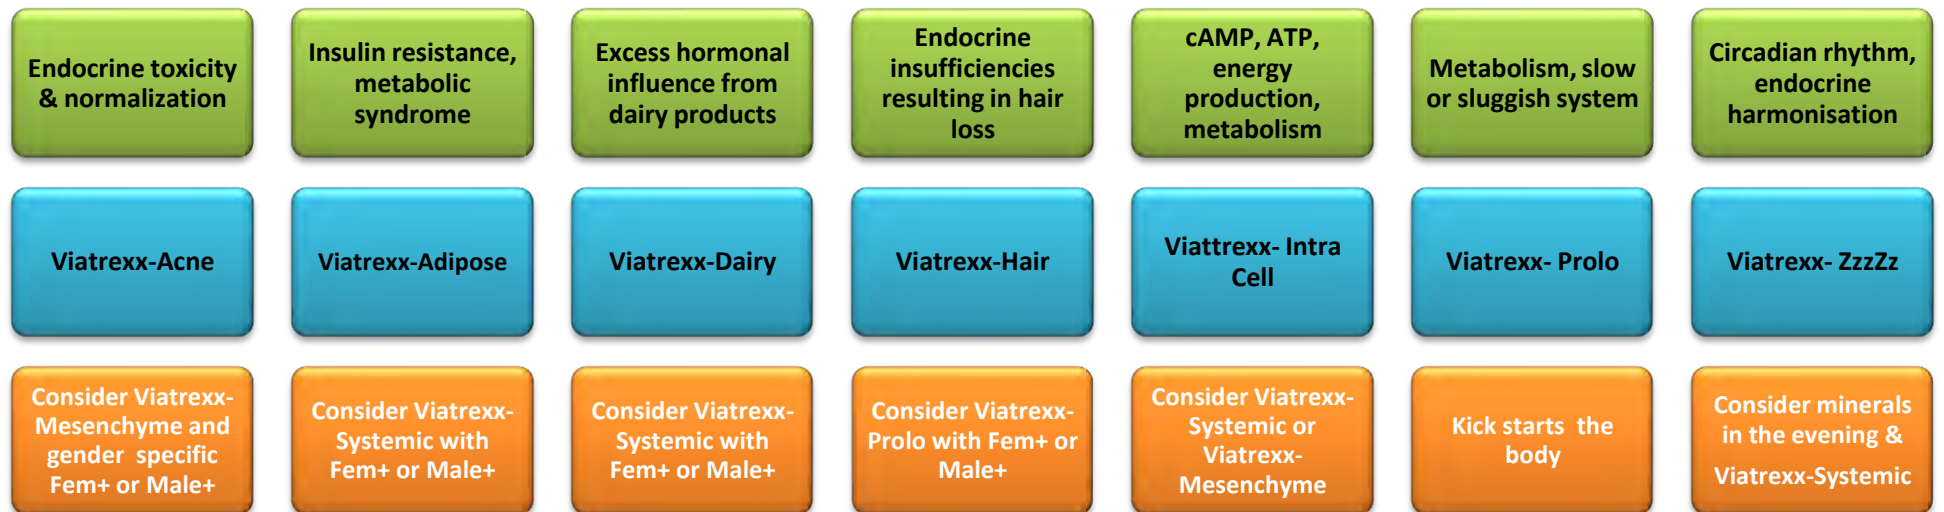 Endocrine toxicity
& normalization
Insulin resistance,
metabolic
syndrome
Excess hormonal
influence from
dairy products
Endocrine
insufficiencies
resulting in hair
loss
cAMP, ATP,
energy
production,
metabolism
Metabolism, slow
or sluggish system
Circadian rhythm,
endocrine
harmonisation
Viatrexx-Acne
Viatrexx-Adipose
Viatrexx-Dairy
Viatrexx-Hair
Viattrexx- Intra
Cell
Viatrexx- Prolo
Viatrexx- ZzzZz
Consider Viatrexx-
Mesenchyme and
gender specific
Fem+ or Male+
Consider Viatrexx-
Systemic with
Fem+ or Male+
Consider Viatrexx-
Systemic with
Fem+ or Male+
Consider Viatrexx-
Prolo with Fem+ or
Male+
Consider Viatrexx-
Systemic or
Viatrexx-
Mesenchyme
Kick starts the
body
Consider minerals
in the evening &
Viatrexx-Systemic